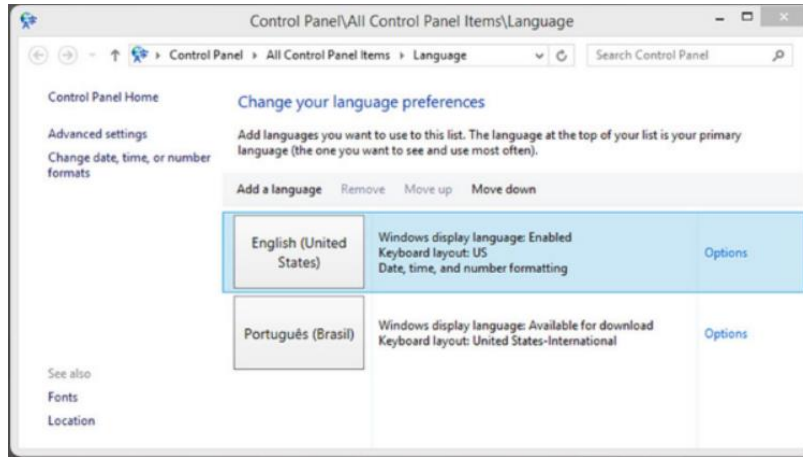 Control Panel\All Control Panel Items\Language
Control Panel All Control Panel Items Language
Search Control Panel
Control Panel Home
Advanced settings
Change date, time, or number
formats
See also
Fonts
Location
Change your language preferences
Add languages you want to use to this list. The language at the top of your list is your primary
language (the one you want to see and use most often).
Add a language Remove Move up Move down
English (United
States)
Windows display language: Enabled
Keyboard layout: US
Date, time, and number formatting
Options
Português (Brasil)
Windows display language: Available for download
Keyboard layout: United States-International
Options